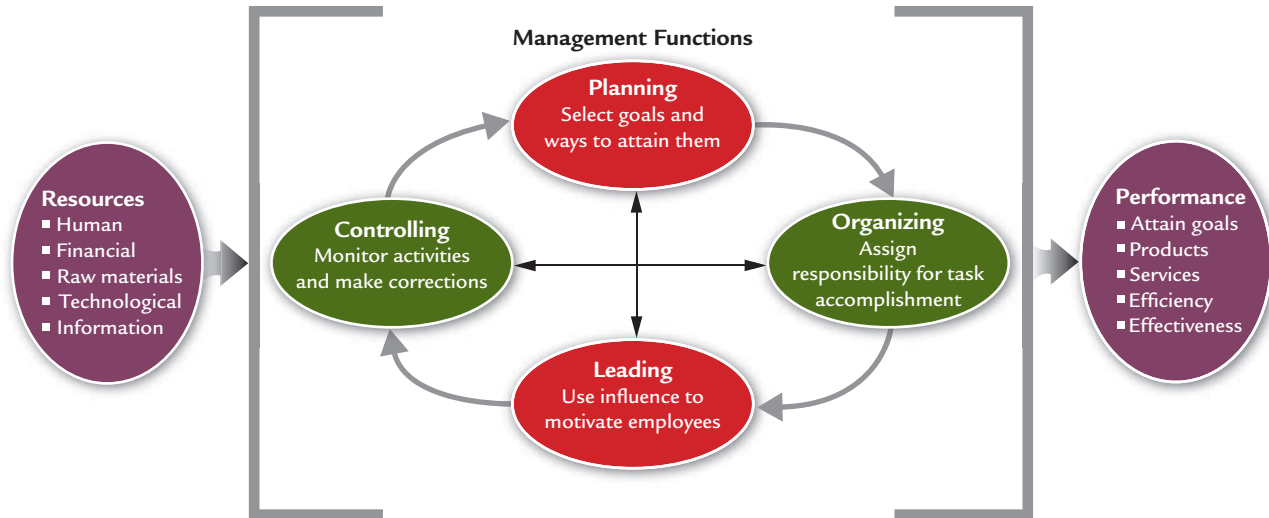 Management Functions
Planning
Select goals and
ways to attain them
Resources
▪ Human
▪ Financial
▪ Raw materials
▪ Technological
▪ Information
Controlling
Monitor activities
and make corrections
Organizing
Assign
responsibility for task
accomplishment
Leading
Use influence to
motivate employees
Performance
▪ Attain goals
▪ Products
▪ Services
▪ Efficiency
▪ Effectiveness